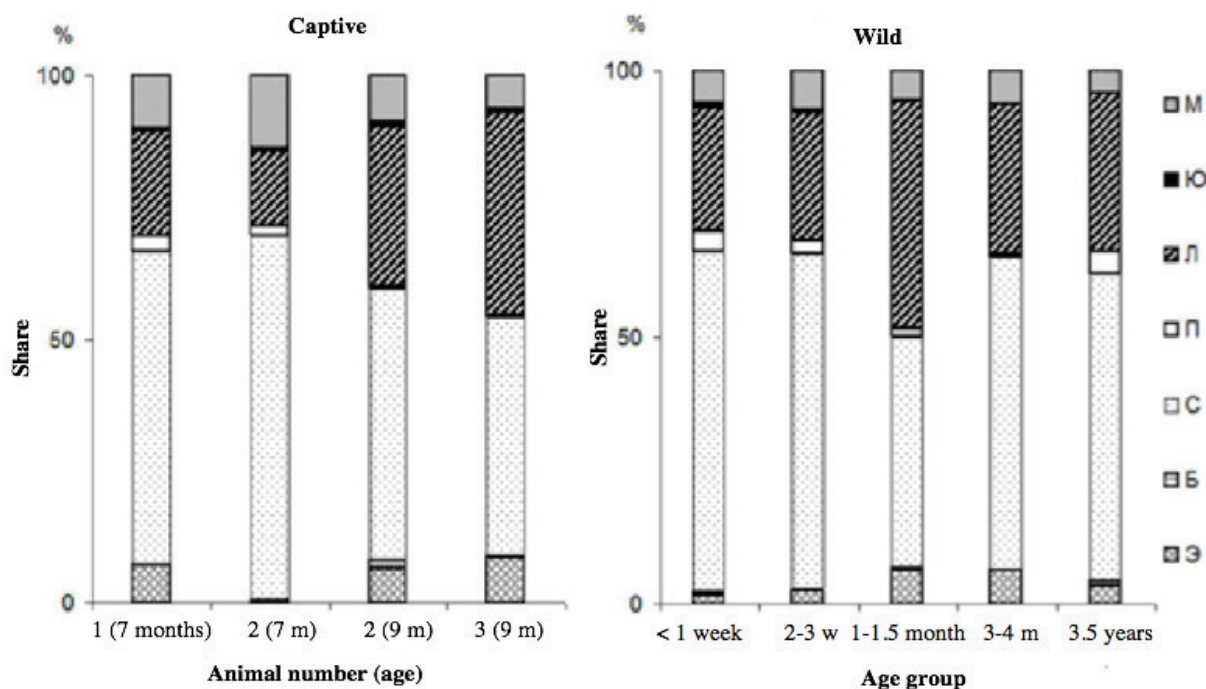 Captive
%
100
50
0
Share
1 (7 months) 2 (7 m) 2 (9 m) 3 (9 m)
Animal number (age)
Wild
%
100
50
0
Share
< 1 week 2-3 w 1-1.5 month 3-4 m 3.5 years
Age group
М
Ю
Л
П
С
Б
Э